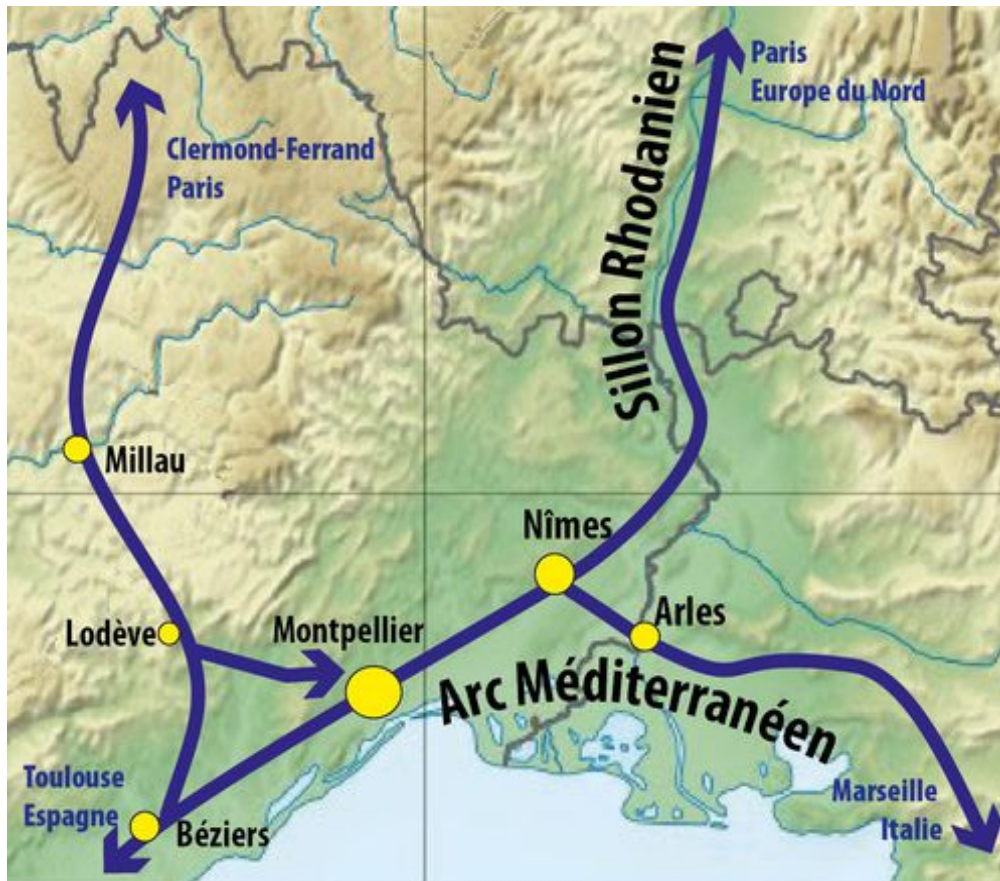 Paris
Europe du Nord
Clermond-Ferrand
Paris
Sillon Rhodanien
Millau
Nîmes
Lodève
Montpellier
Arles
Arc Méditerranéen
Toulouse
Espagne
Béziers
Marseille
Italie